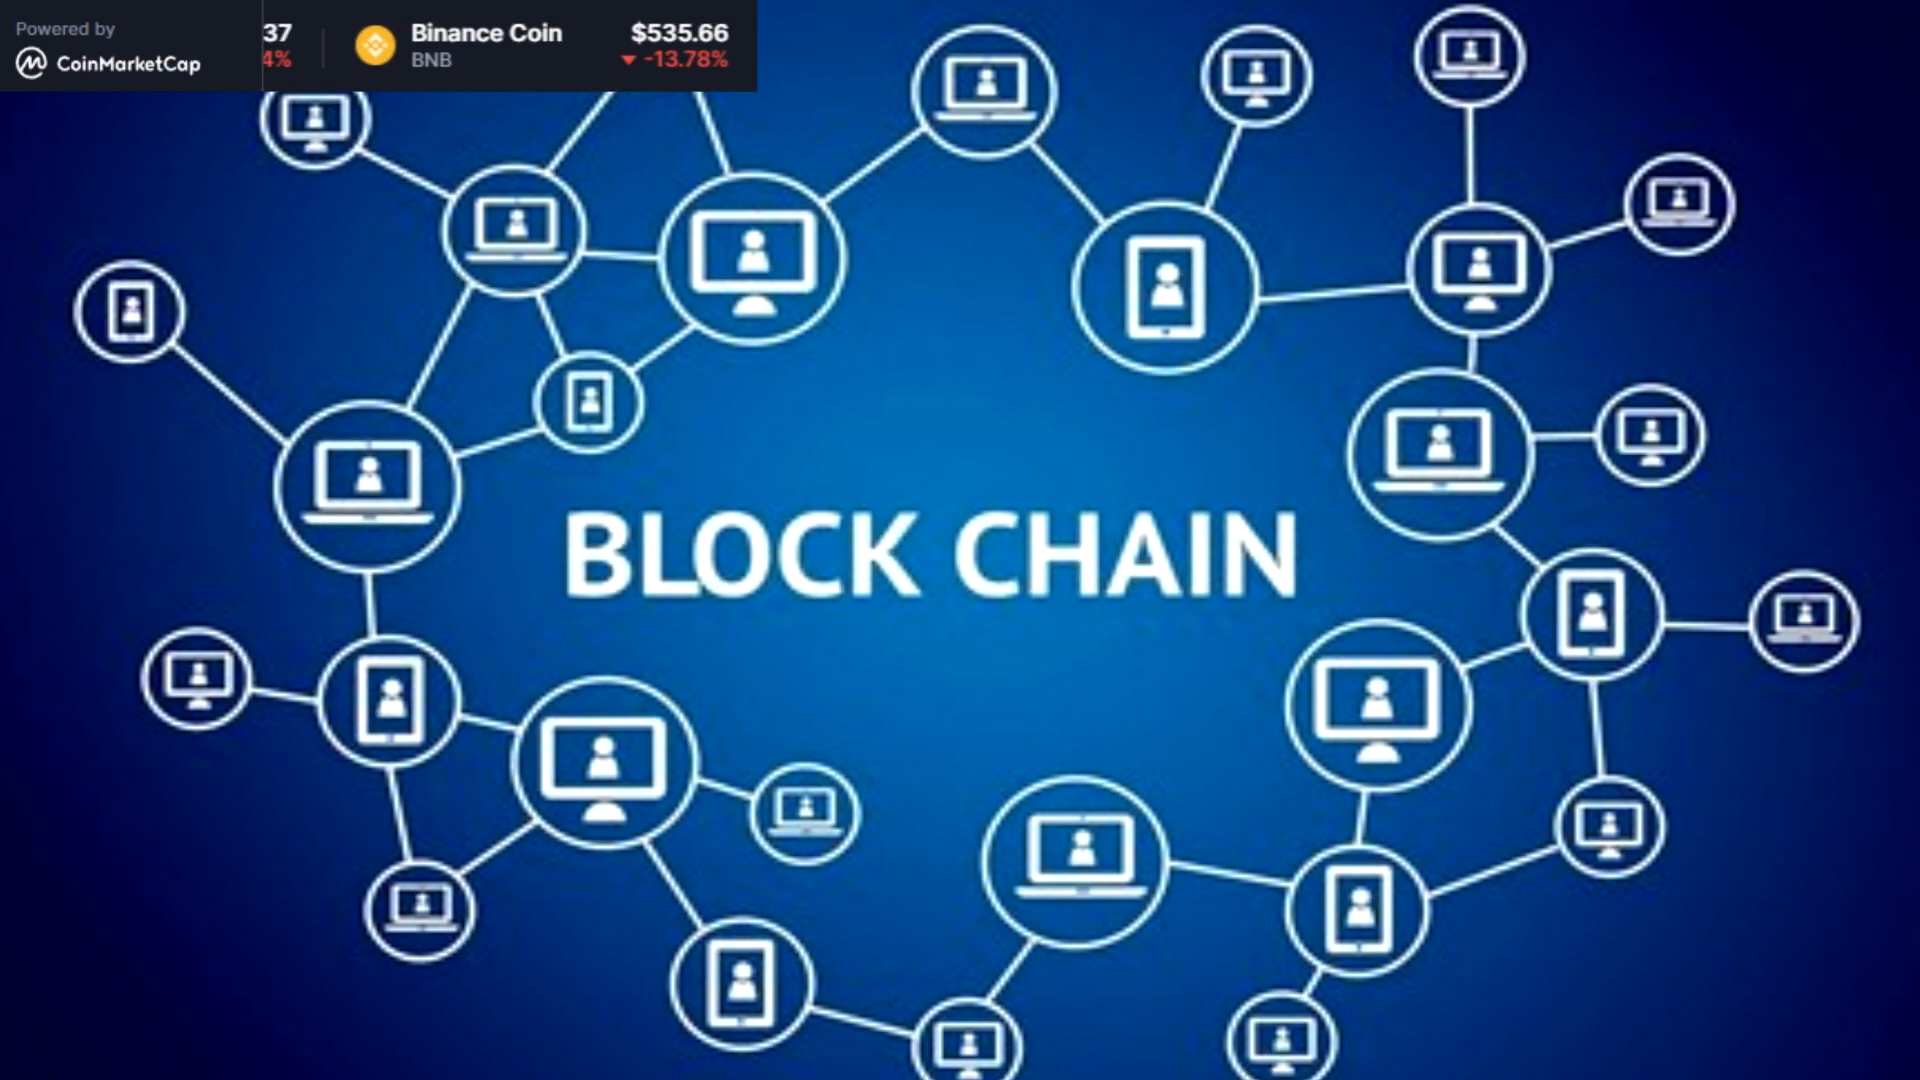 Powered by
CoinMarketCap
37
4%
Binance Coin
BNB
$535.66
-13.78%
BLOCK CHAIN